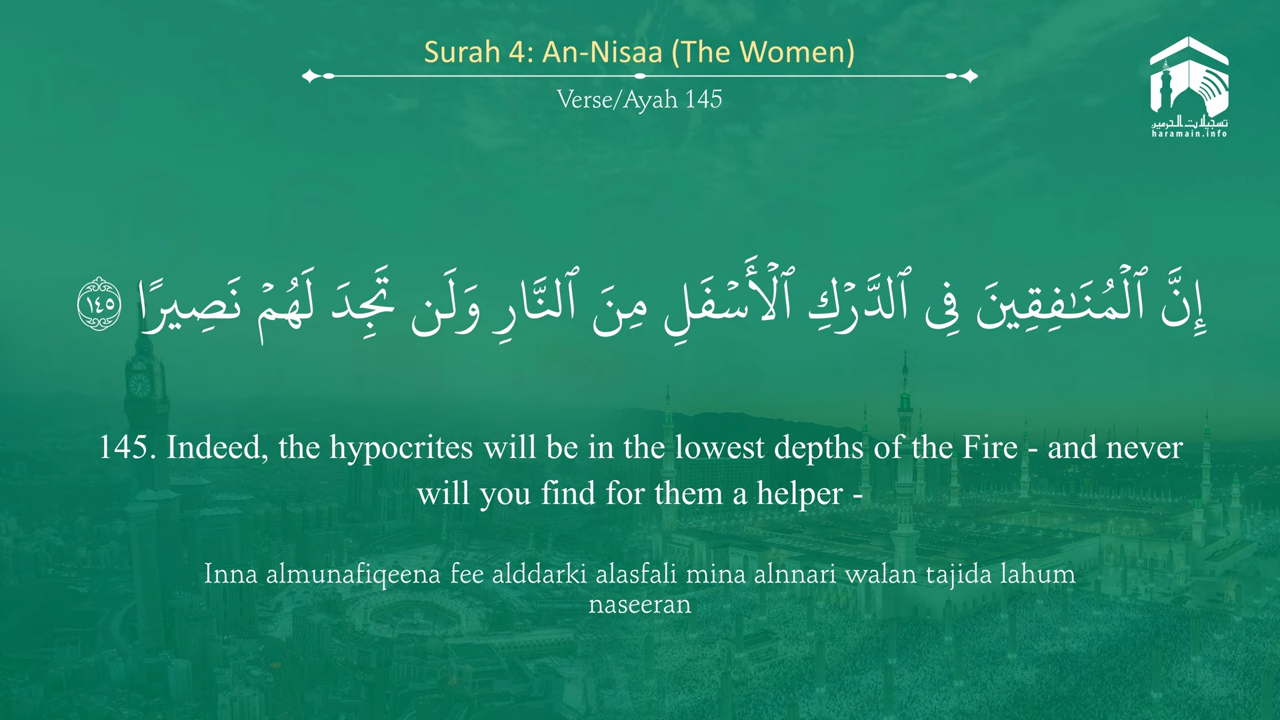 Surah 4: An-Nisaa (The Women)
Verse/Ayah 145
تسجيلات الحرمين
haramain.info
إِنَّ ٱلْمُنَـٰفِقِينَ فِى ٱلدَّرْكِ ٱلْأَسْفَلِ مِنَ ٱلنَّارِ وَلَن تَجِدَ لَهُمْ نَصِيرًا ١٤٥
145. Indeed, the hypocrites will be in the lowest depths of the Fire - and never
will you find for them a helper -
Inna almunafiqeena fee alddarki alasfali mina alnnari walan tajida lahum
naseeran